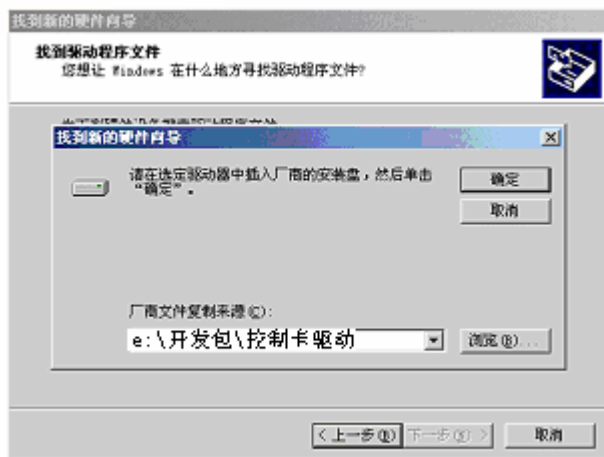 找到新的硬件向导
找到驱动程序文件
您想让 Windows 在什么地方寻找驱动程序文件?
找到新的硬件向导
请在选定驱动器中插入厂商的安装盘，然后单击
“确定”。
确定
取消
厂商文件复制来源(C):
e:\开发包\控制卡驱动
浏览(B)...
<上一步(B)
下一步(N)>
取消